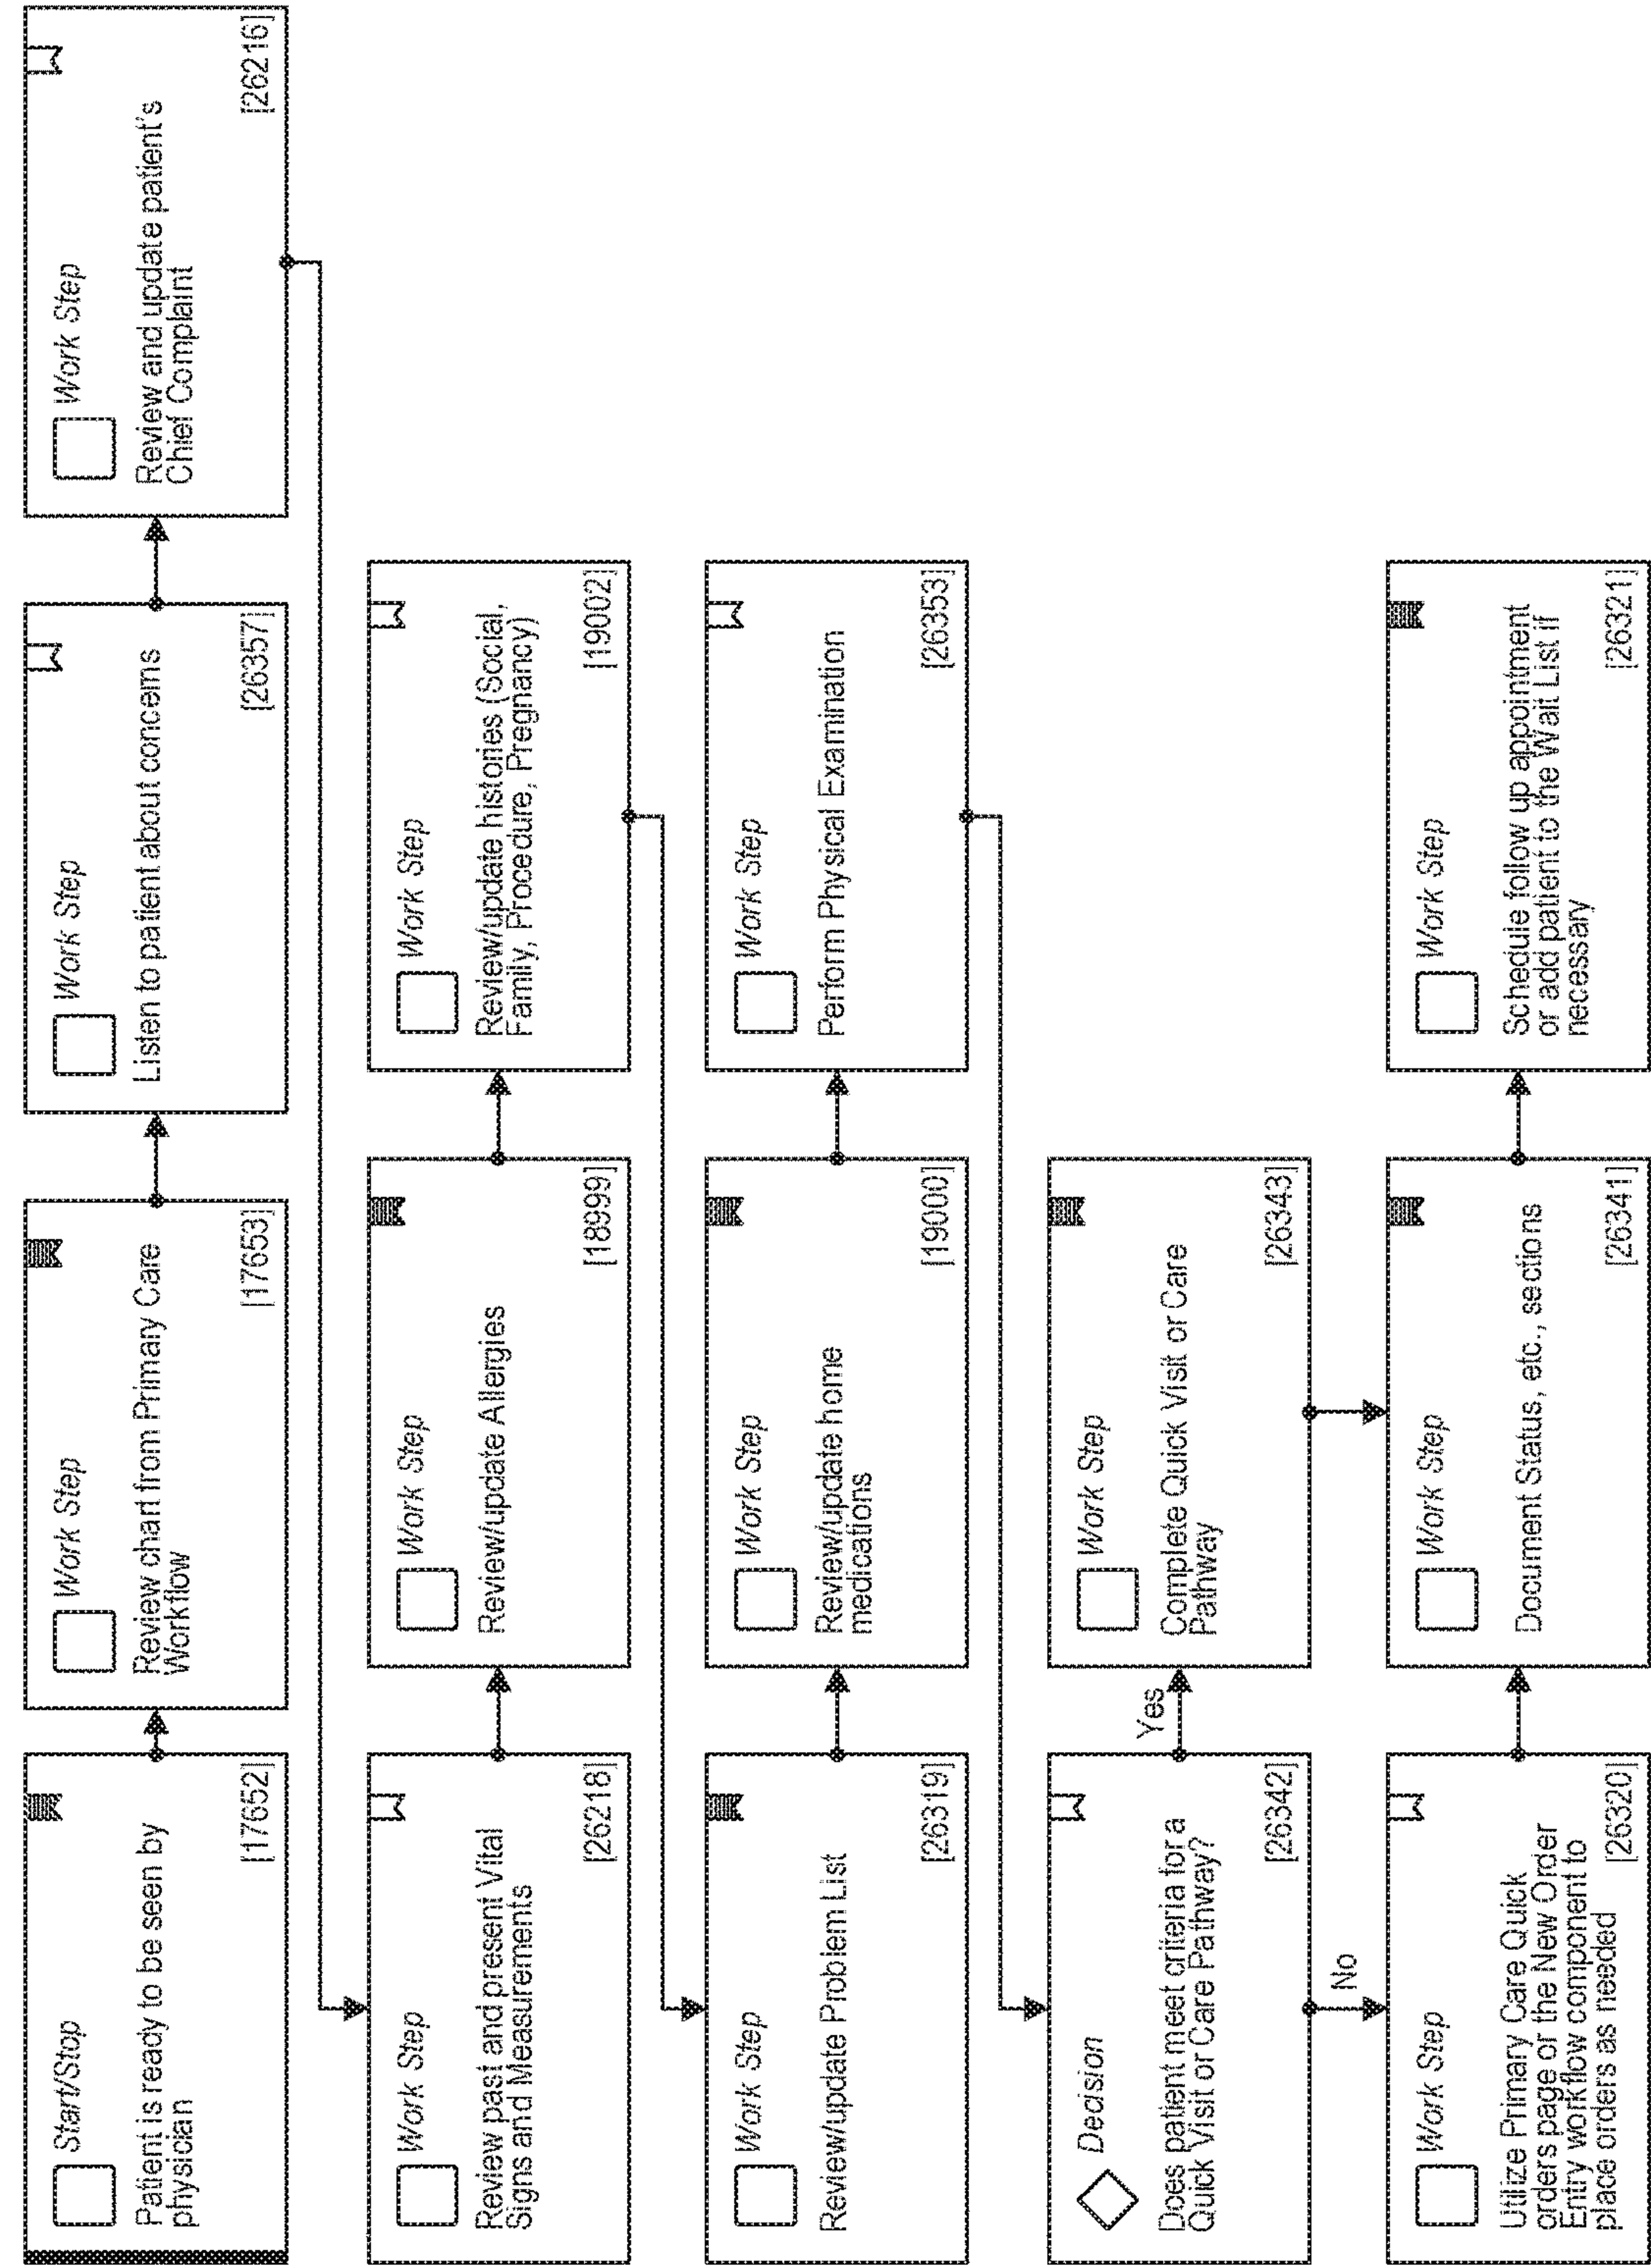 Start/Stop
Patient is ready to be seen by
physician
[17652]
Work Step
Review chart from Primary Care
Workflow
[17653]
Work Step
Listen to patient about concerns
[26357]
Work Step
Review and update patient's
Chief Complaint
[26216]
Work Step
Review past and present Vital
Signs and Measurements
[26218]
Work Step
Review/update Allergies
[18999]
Work Step
Review/update histories (Social,
Family, Procedure, Pregnancy)
[19002]
Work Step
Review/update Problem List
[26319]
Work Step
Review/update home
medications
[19000]
Work Step
Perform Physical Examination
[26353]
Decision
Does patient meet criteria for a
Quick Visit or Care Pathway?
[26342]
Yes
No
Work Step
Complete Quick Visit or Care
Pathway
[26343]
Work Step
Utilize Primary Care Quick
orders page or the New Order
Entry workflow component to
place orders as needed
[26320]
Work Step
Document Status, etc., sections
[26341]
Work Step
Schedule follow up appointment
or add patient to the Wait List if
necessary
[26321]